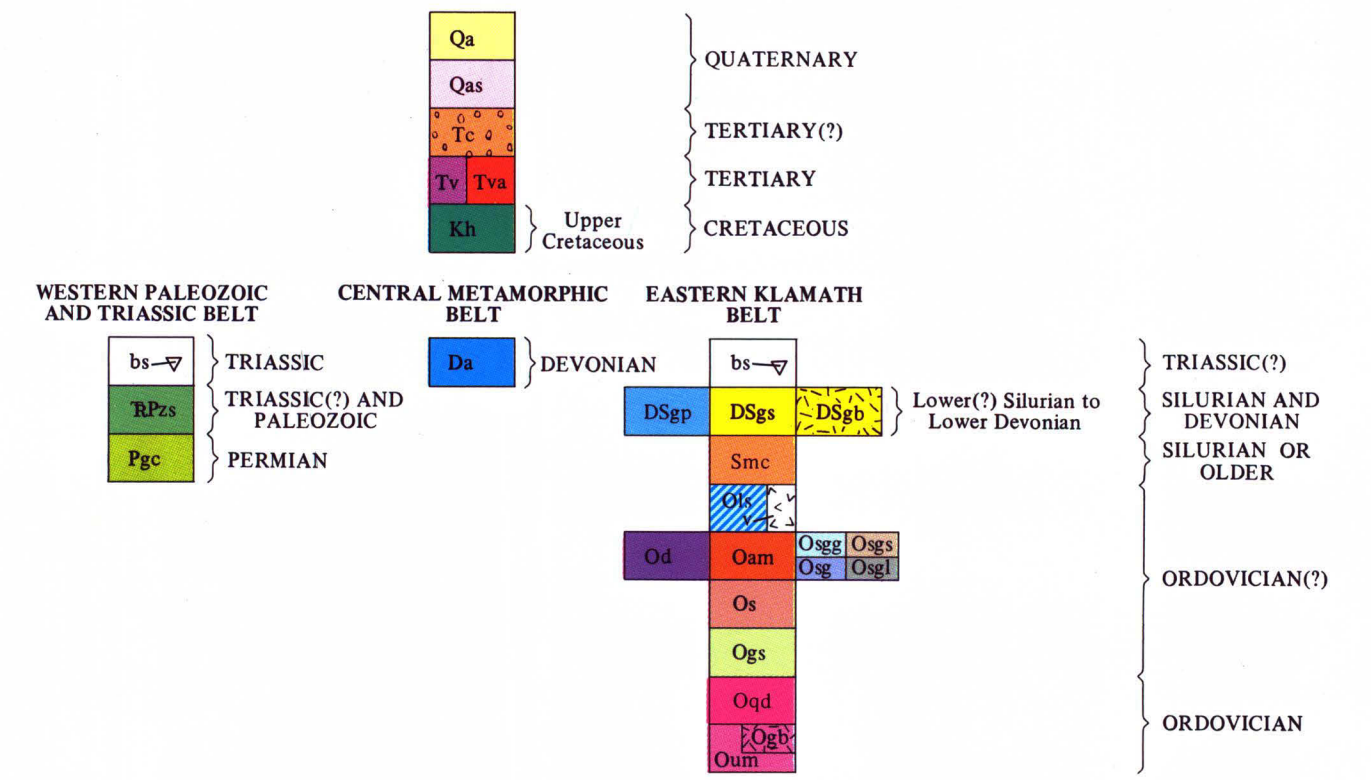 Qa
QUATERNARY
Qas
Tc
TERTIARY(?)
Tv Tva
TERTIARY
Kh
Upper
Cretaceous
CRETACEOUS
WESTERN PALEOZOIC
AND TRIASSIC BELT
CENTRAL METAMORPHIC
BELT
EASTERN KLAMATH
BELT
bs
TRIASSIC
Da
DEVONIAN
bs
TRIASSIC(?)
TRPzs
TRIASSIC(?) AND
PALEOZOIC
DSgp DSgs DSgb
Lower(?) Silurian to
Lower Devonian
SILURIAN AND
DEVONIAN
Pgc
PERMIAN
Smc
SILURIAN OR
OLDER
Ols
v
Od Oam Osgg Osgs
Osg Osgl
ORDOVICIAN(?)
Os
Ogs
Oqd
ORDOVICIAN
Ogb
Oum